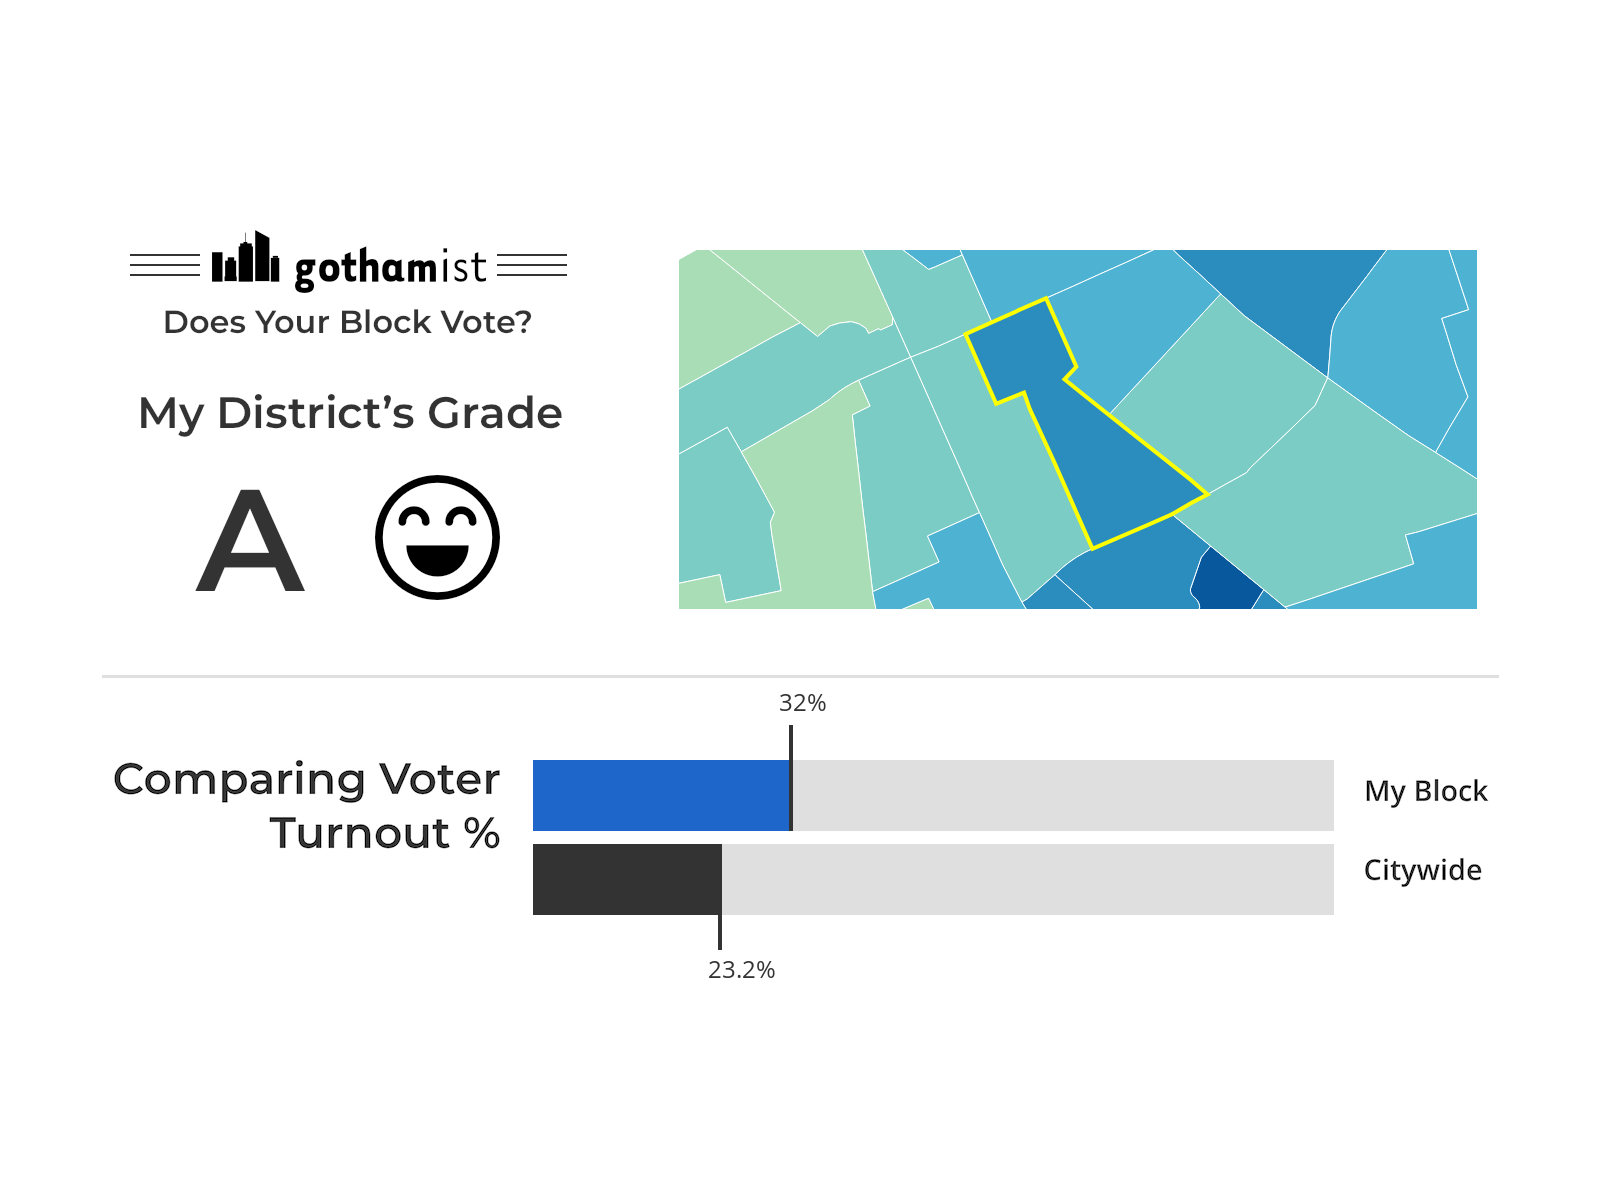 gothamist
Does Your Block Vote?
My District’s Grade
A
32%
Comparing Voter
Turnout %
My Block
Citywide
23.2%